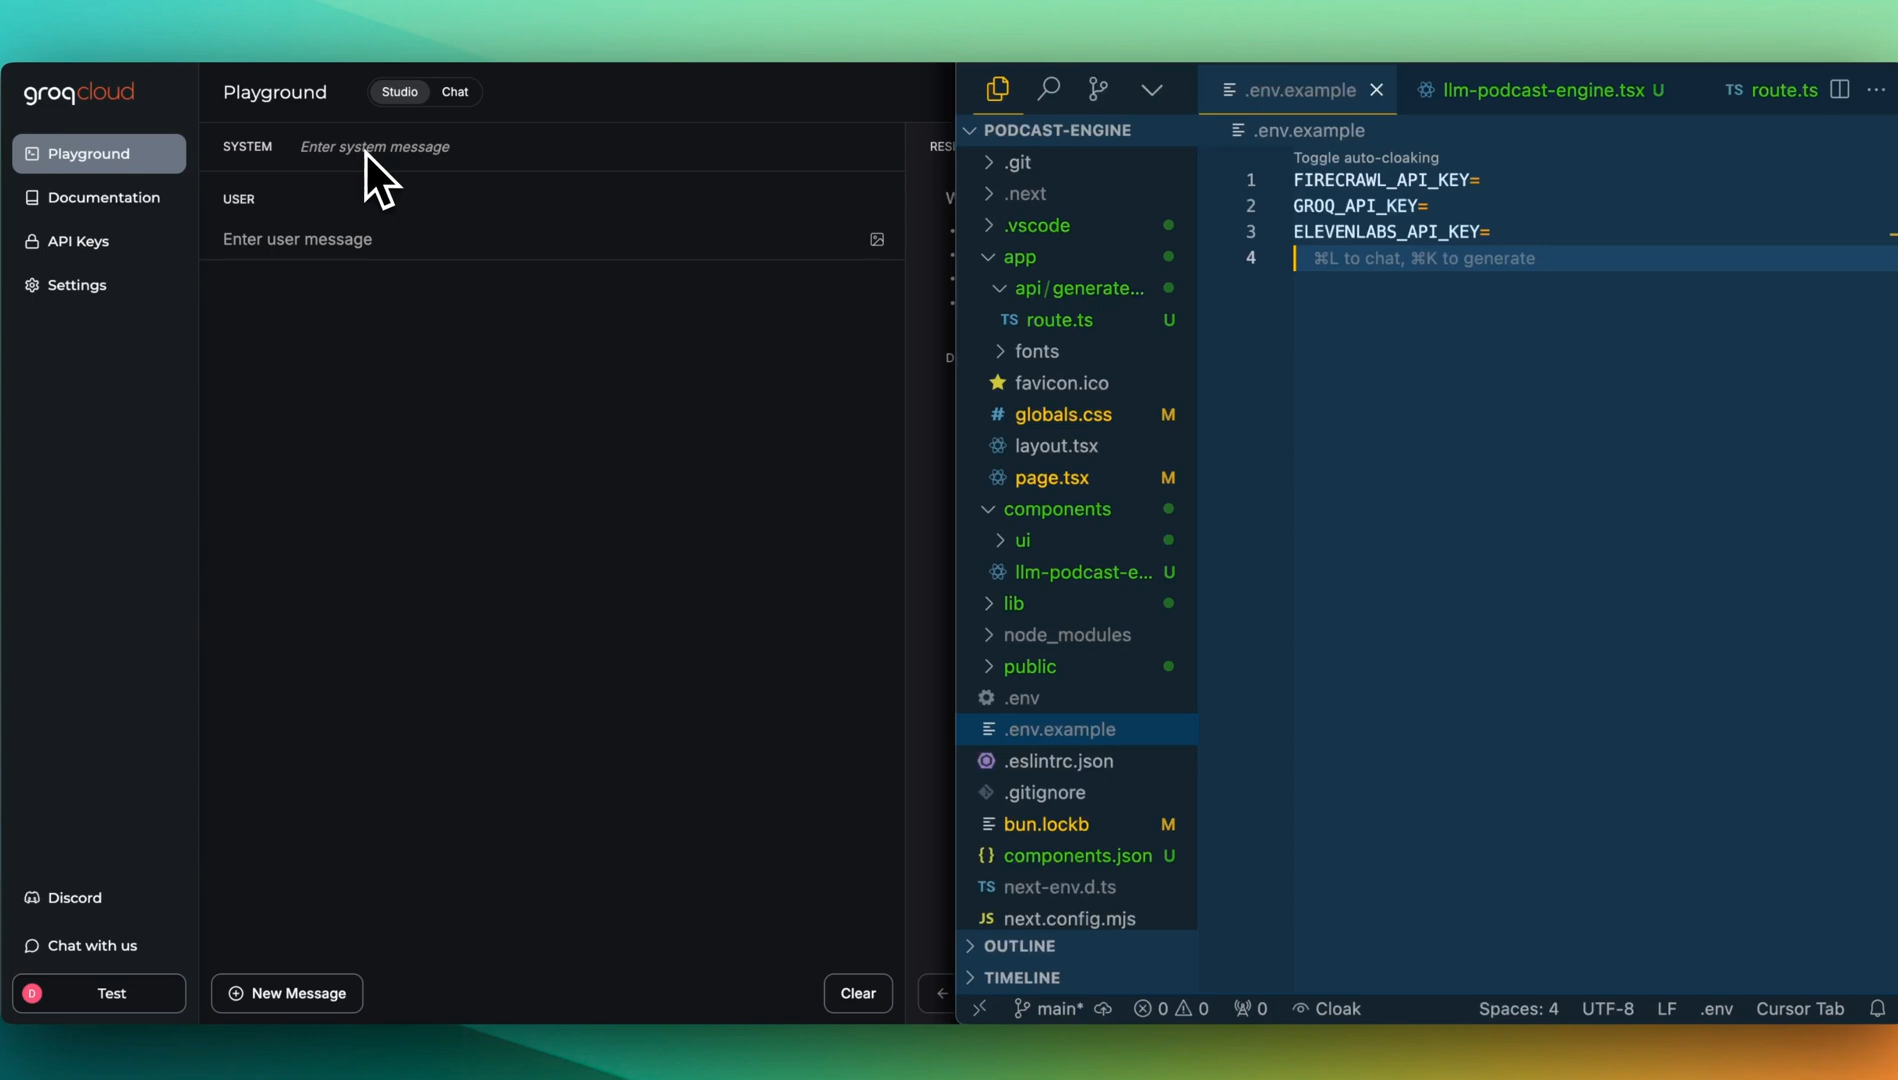 groqcloud
Playground
Documentation
API Keys
Settings
Discord
Chat with us
D Test
Playground Studio Chat
SYSTEM Enter system message
USER
Enter user message
New Message Clear
RES
W
D
PODCAST-ENGINE
.git
.next
.vscode
app
api/generate...
TS route.ts U
fonts
favicon.ico
# globals.css M
layout.tsx
page.tsx M
components
ui
llm-podcast-e... U
lib
node_modules
public
.env
.env.example
.eslintrc.json
.gitignore
bun.lockb M
{} components.json U
TS next-env.d.ts
JS next.config.mjs
OUTLINE
TIMELINE
.env.example llm-podcast-engine.tsx U TS route.ts
.env.example
Toggle auto-cloaking
1 FIRECRAWL_API_KEY=
2 GROQ_API_KEY=
3 ELEVENLABS_API_KEY=
4 ⌘L to chat, ⌘K to generate
main* 0 0 0 Cloak Spaces: 4 UTF-8 LF .env Cursor Tab